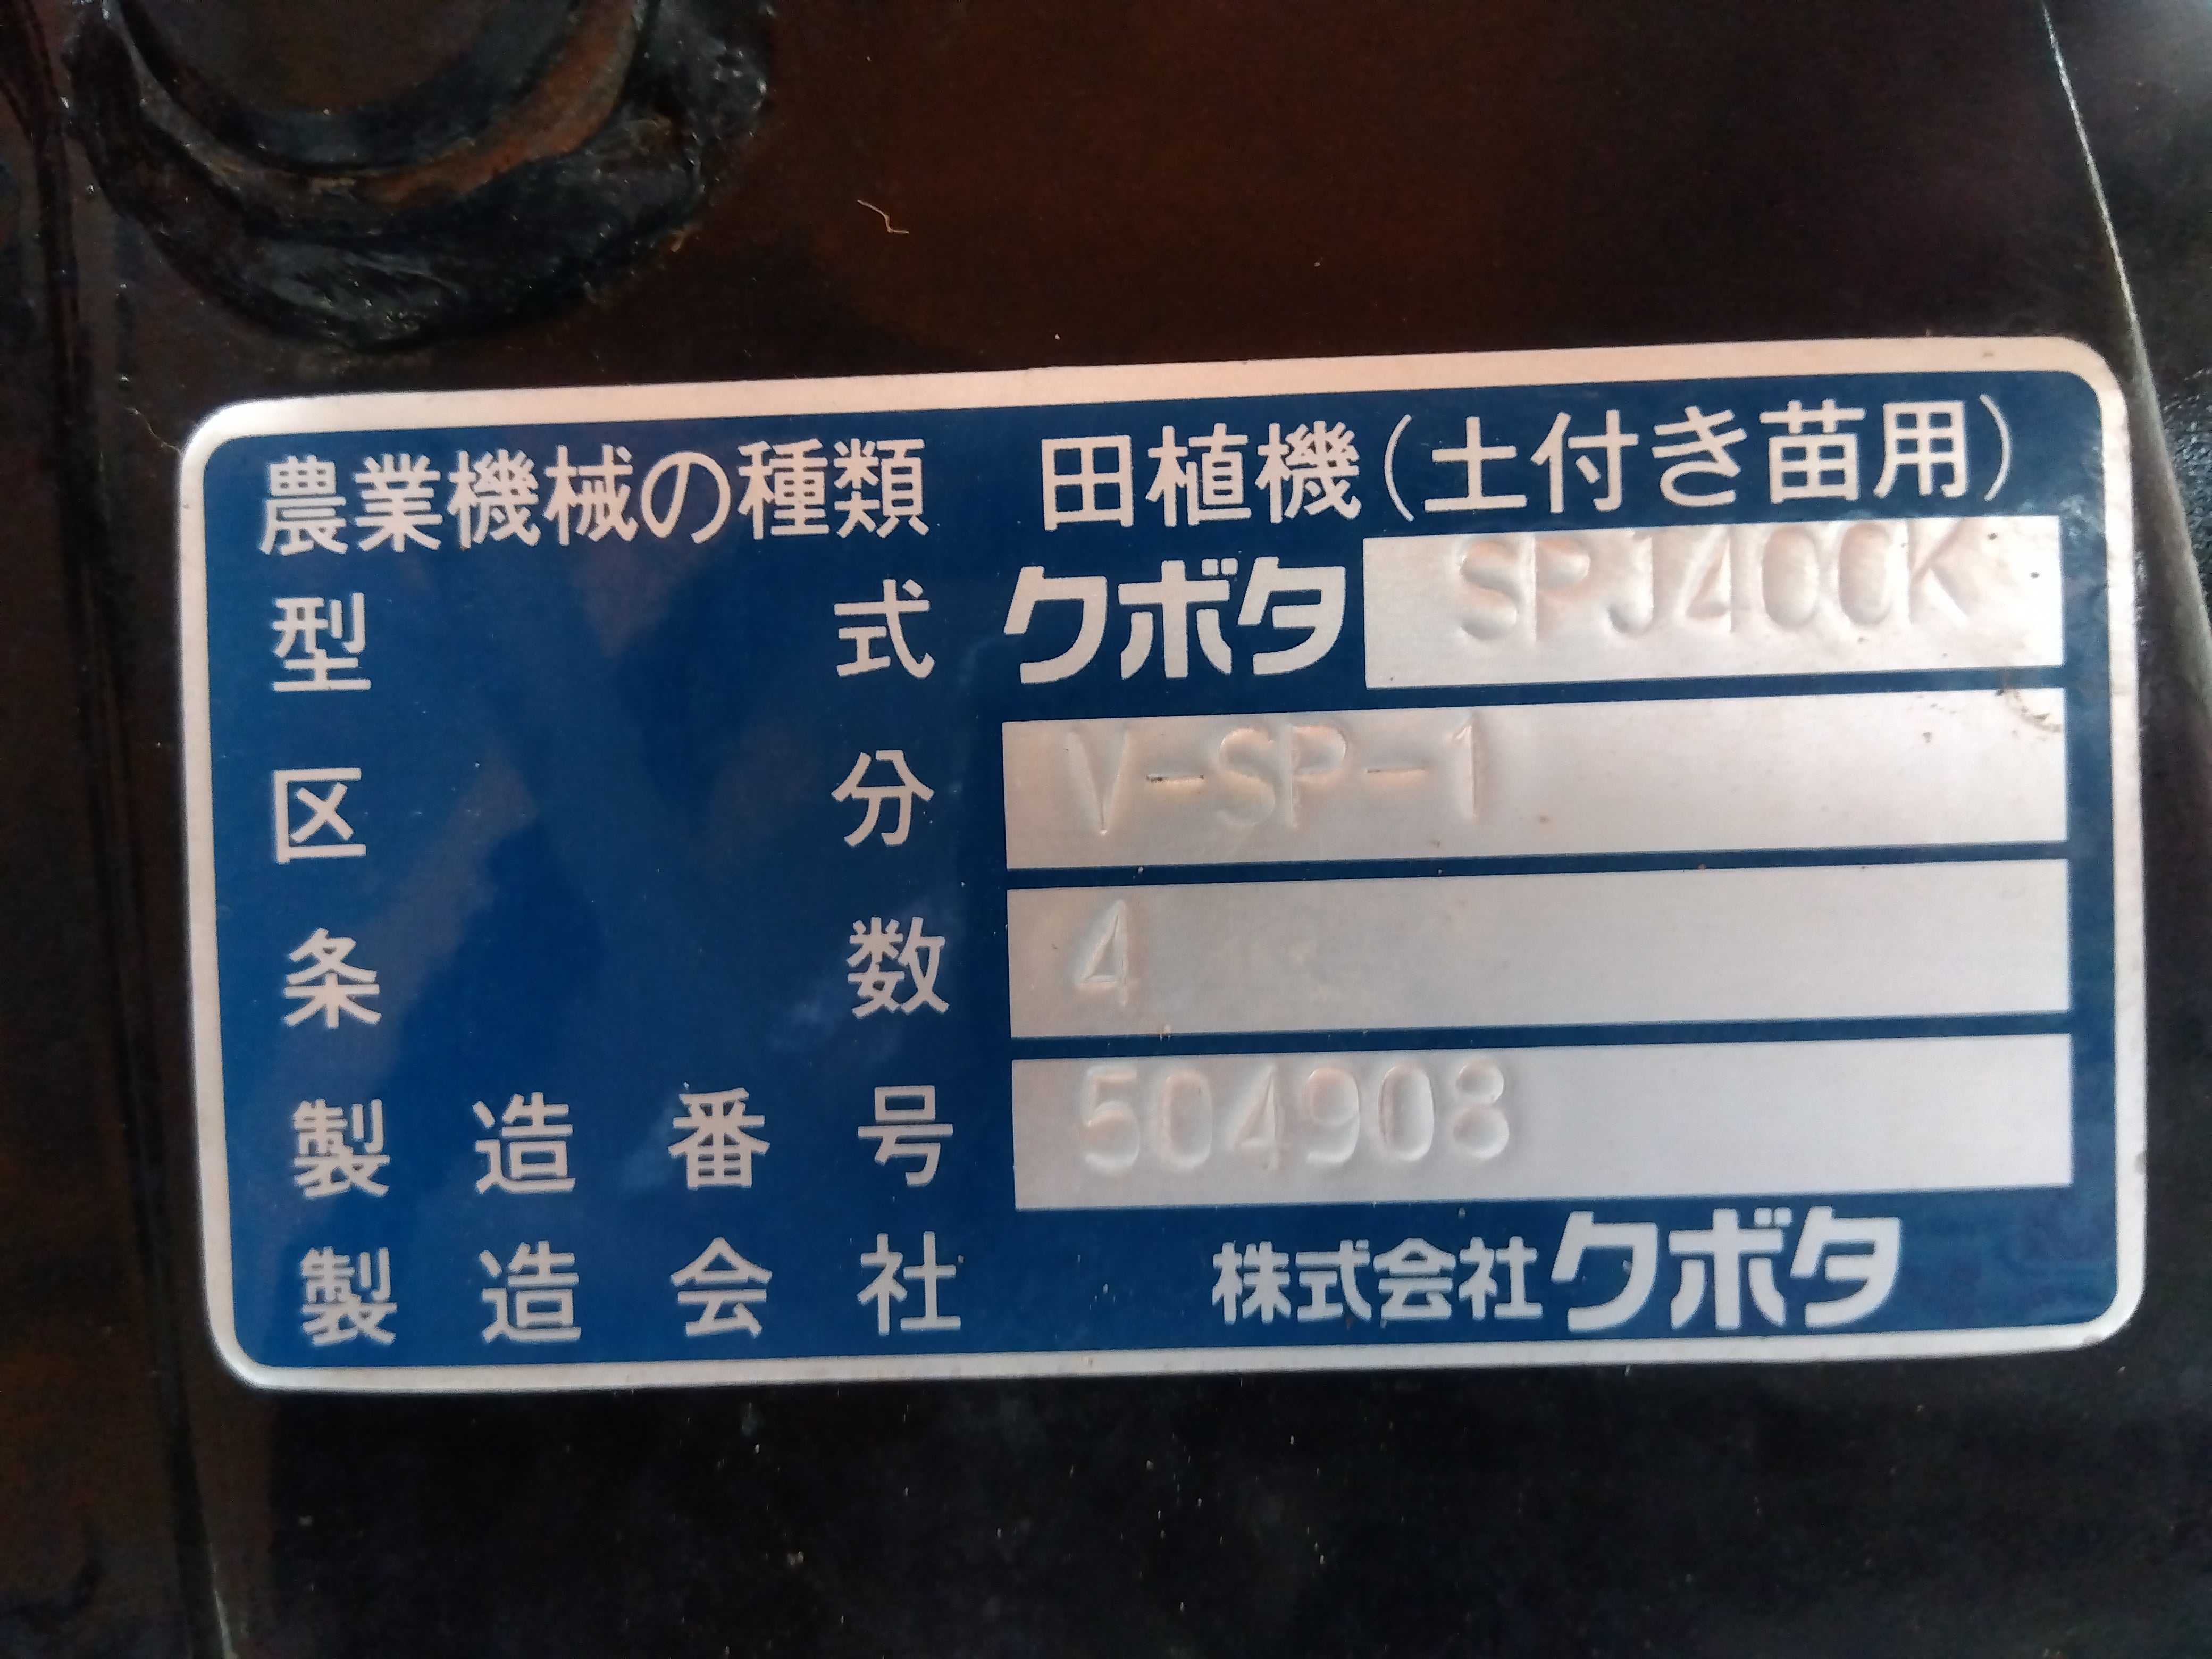 農業機械の種類 田植機(土付き苗用)
型式 クボタ SPJ400K
区分 V-SP-1
条数 4
製造番号 504908
製造会社 株式会社クボタ